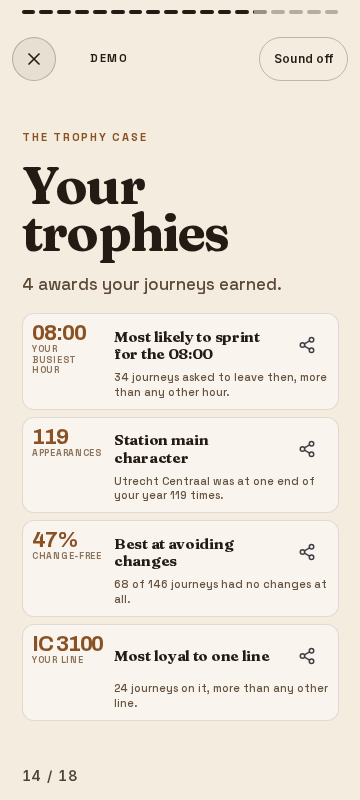 DEMO
Sound off
THE TROPHY CASE
Your
trophies
4 awards your journeys earned.
08:00
YOUR
BUSIEST
HOUR
Most likely to sprint
for the 08:00
34 journeys asked to leave then, more
than any other hour.
119
APPEARANCES
Station main
character
Utrecht Centraal was at one end of
your year 119 times.
47%
CHANGE-FREE
Best at avoiding
changes
68 of 146 journeys had no changes at
all.
IC 3100
YOUR LINE
Most loyal to one line
24 journeys on it, more than any other
line.
14 / 18